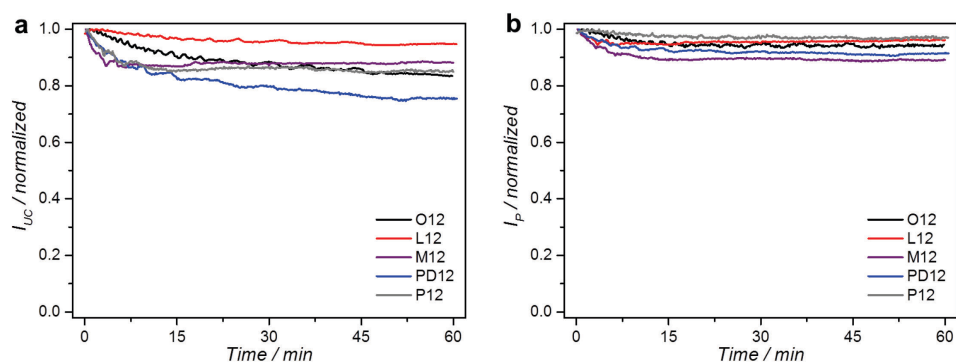 a
I_UC / normalized
1.0
0.8
0.6
0.4
0.2
0.0
0 15 30 45 60
Time / min
O12
L12
M12
PD12
P12
b
I_P / normalized
1.0
0.8
0.6
0.4
0.2
0.0
0 15 30 45 60
Time / min
O12
L12
M12
PD12
P12